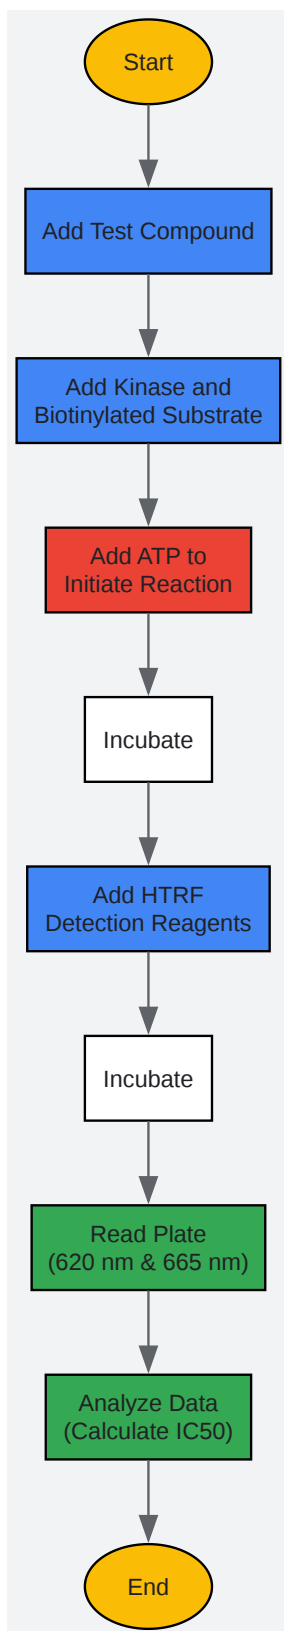 Start
Add Test Compound
Add Kinase and
Biotinylated Substrate
Add ATP to
Initiate Reaction
Incubate
Add HTRF
Detection Reagents
Incubate
Read Plate
(620 nm & 665 nm)
Analyze Data
(Calculate IC50)
End